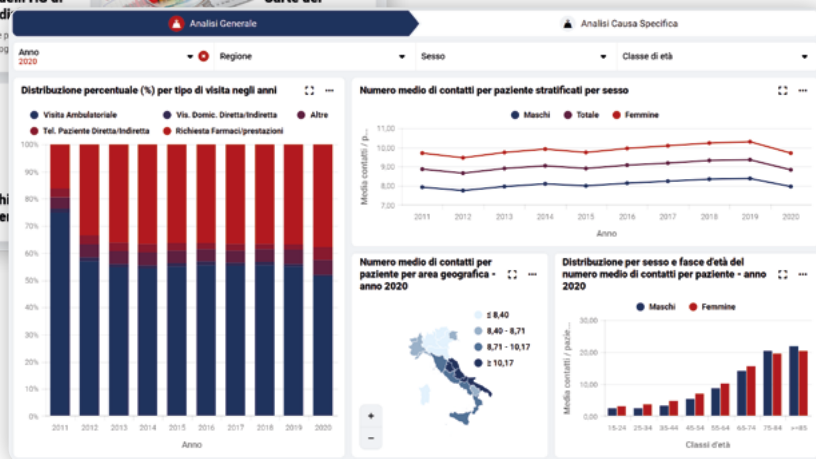 Analisi Generale
Analisi Causa Specifica
Anno
2020
Regione
Sesso
Classe di età
Distribuzione percentuale (%) per tipo di visita negli anni
Visita Ambulatoriale
Vis. Domic. Diretta/Indiretta
Altre
Tel. Paziente Diretta/Indiretta
Richiesta Farmaci/prestazioni
100%
90%
80%
70%
60%
50%
40%
30%
20%
10%
0%
2011 2012 2013 2014 2015 2016 2017 2018 2019 2020
Anno
Numero medio di contatti per paziente stratificati per sesso
Maschi
Totale
Femmine
Media contatti / p...
11,00
10,00
9,00
8,00
7,00
2011 2012 2013 2014 2015 2016 2017 2018 2019 2020
Anno
Numero medio di contatti per
paziente per area geografica -
anno 2020
≤ 8,40
8,40 - 8,71
8,71 - 10,17
≥ 10,17
+
−
Distribuzione per sesso e fasce d'età del
numero medio di contatti per paziente - anno
2020
Maschi
Femmine
Media contatti / pazie...
30,00
20,00
10,00
0,00
15-24 25-34 35-44 45-54 55-64 65-74 75-84 >=85
Classi d'età